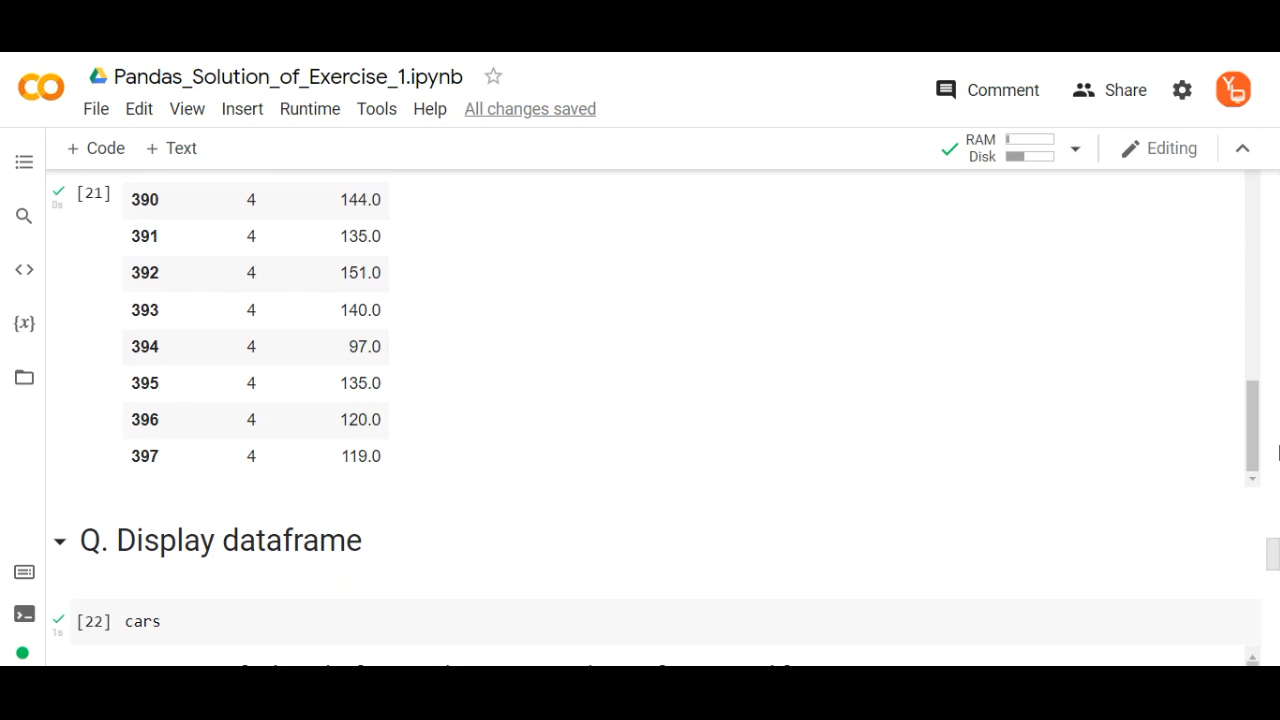 Pandas_Solution_of_Exercise_1.ipynb
Comment
Share
File Edit View Insert Runtime Tools Help All changes saved
+ Code + Text
RAM
Disk
Editing
[21] 390 4 144.0
391 4 135.0
392 4 151.0
393 4 140.0
394 4 97.0
395 4 135.0
396 4 120.0
397 4 119.0
0s
{x}
Q. Display dataframe
[22] cars
1s